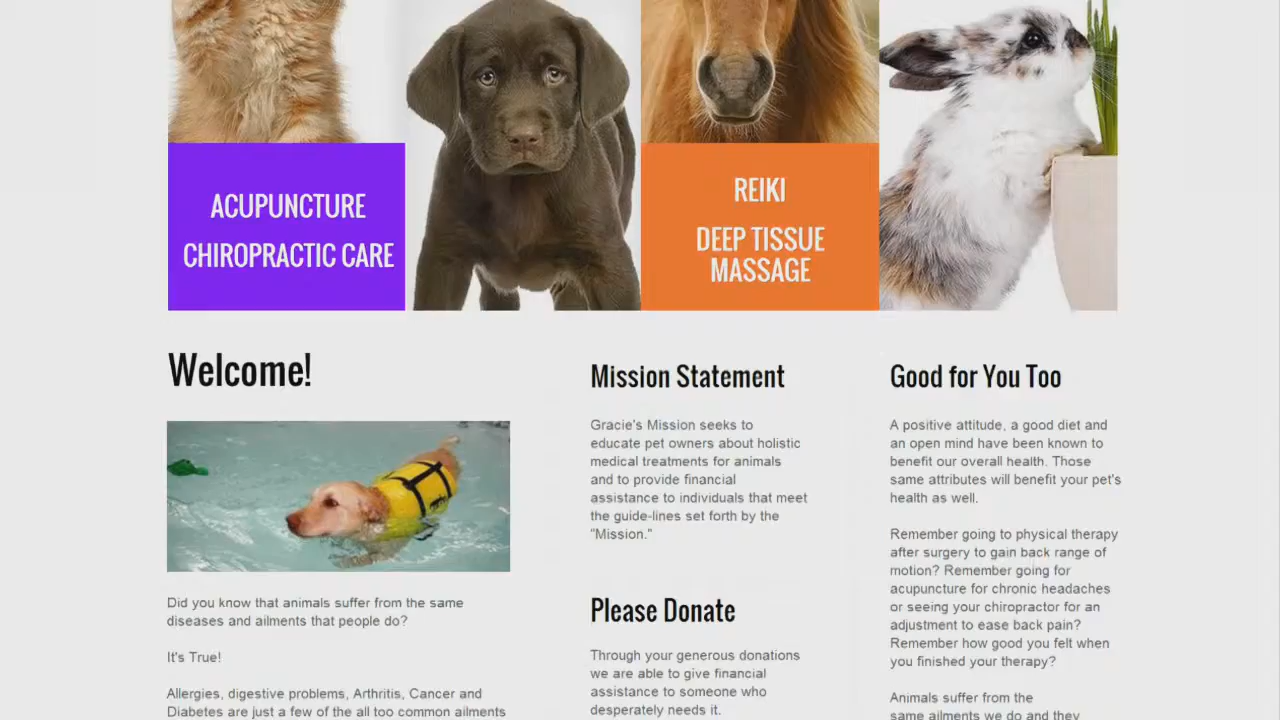 ACUPUNCTURE
CHIROPRACTIC CARE
REIKI
DEEP TISSUE
MASSAGE
Welcome!
Did you know that animals suffer from the same
diseases and ailments that people do?
It's True!
Allergies, digestive problems, Arthritis, Cancer and
Diabetes are just a few of the all too common ailments
Mission Statement
Gracie's Mission seeks to
educate pet owners about holistic
medical treatments for animals
and to provide financial
assistance to individuals that meet
the guide-lines set forth by the
"Mission."
Please Donate
Through your generous donations
we are able to give financial
assistance to someone who
desperately needs it.
Good for You Too
A positive attitude, a good diet and
an open mind have been known to
benefit our overall health. Those
same attributes will benefit your pet's
health as well.
Remember going to physical therapy
after surgery to gain back range of
motion? Remember going for
acupuncture for chronic headaches
or seeing your chiropractor for an
adjustment to ease back pain?
Remember how good you felt when
you finished your therapy?
Animals suffer from the
same ailments we do and they